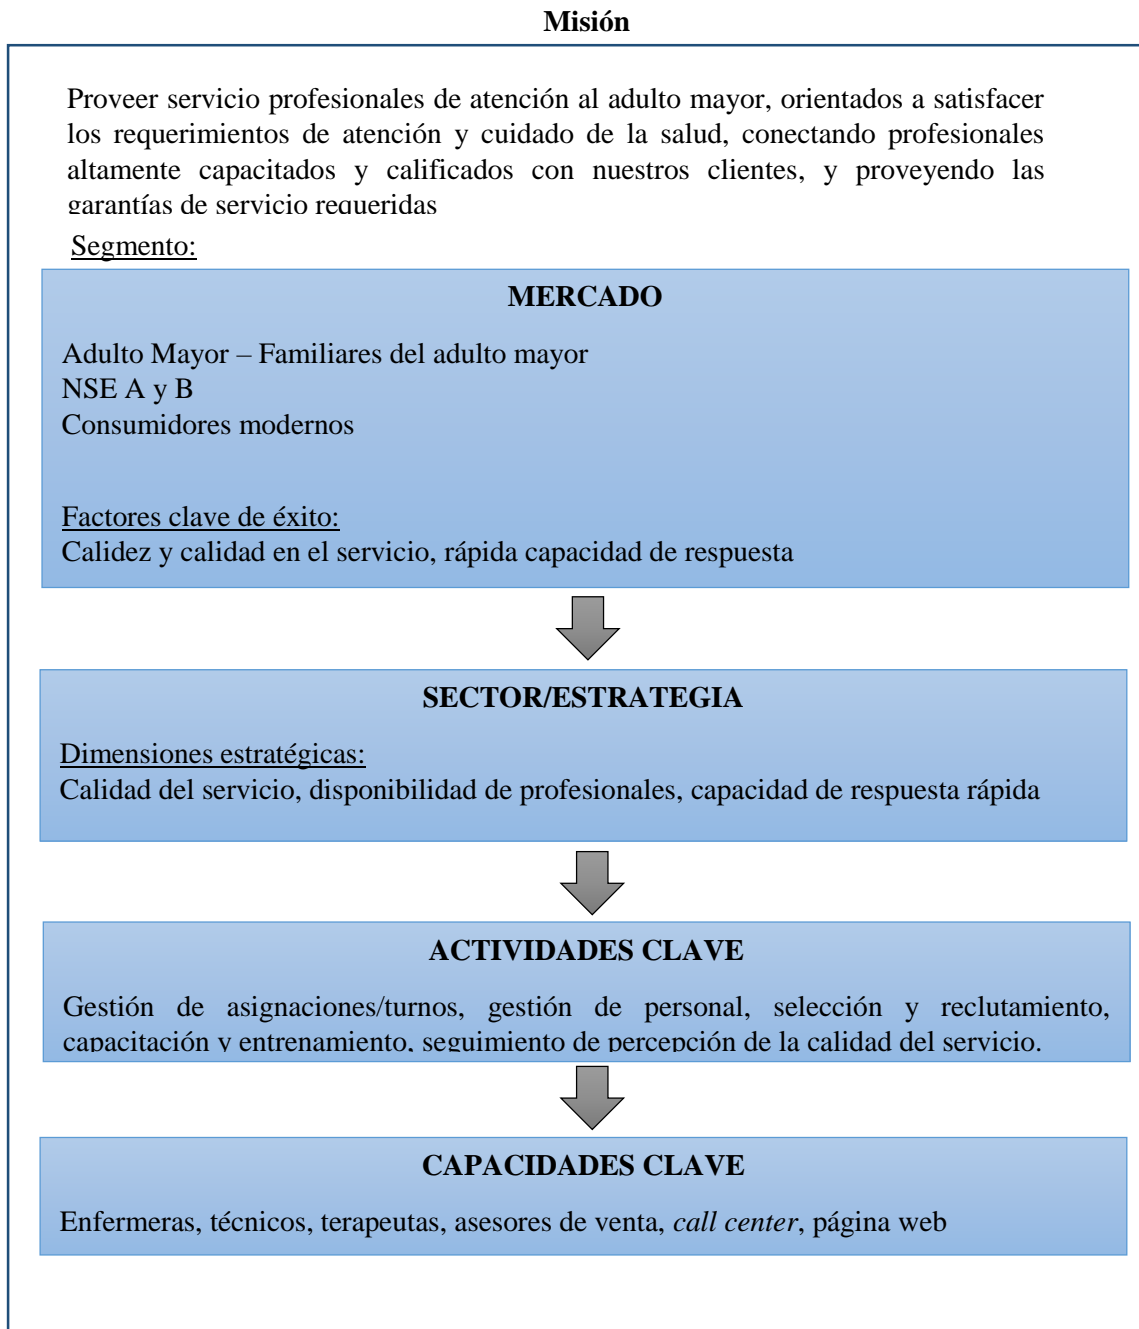 Misión
Proveer servicio profesionales de atención al adulto mayor, orientados a satisfacer
los requerimientos de atención y cuidado de la salud, conectando profesionales
altamente capacitados y calificados con nuestros clientes, y proveyendo las
garantías de servicio requeridas
Segmento:
MERCADO
Adulto Mayor – Familiares del adulto mayor
NSE A y B
Consumidores modernos
Factores clave de éxito:
Calidez y calidad en el servicio, rápida capacidad de respuesta
SECTOR/ESTRATEGIA
Dimensiones estratégicas:
Calidad del servicio, disponibilidad de profesionales, capacidad de respuesta rápida
ACTIVIDADES CLAVE
Gestión de asignaciones/turnos, gestión de personal, selección y reclutamiento,
capacitación y entrenamiento, seguimiento de percepción de la calidad del servicio.
CAPACIDADES CLAVE
Enfermeras, técnicos, terapeutas, asesores de venta, call center, página web